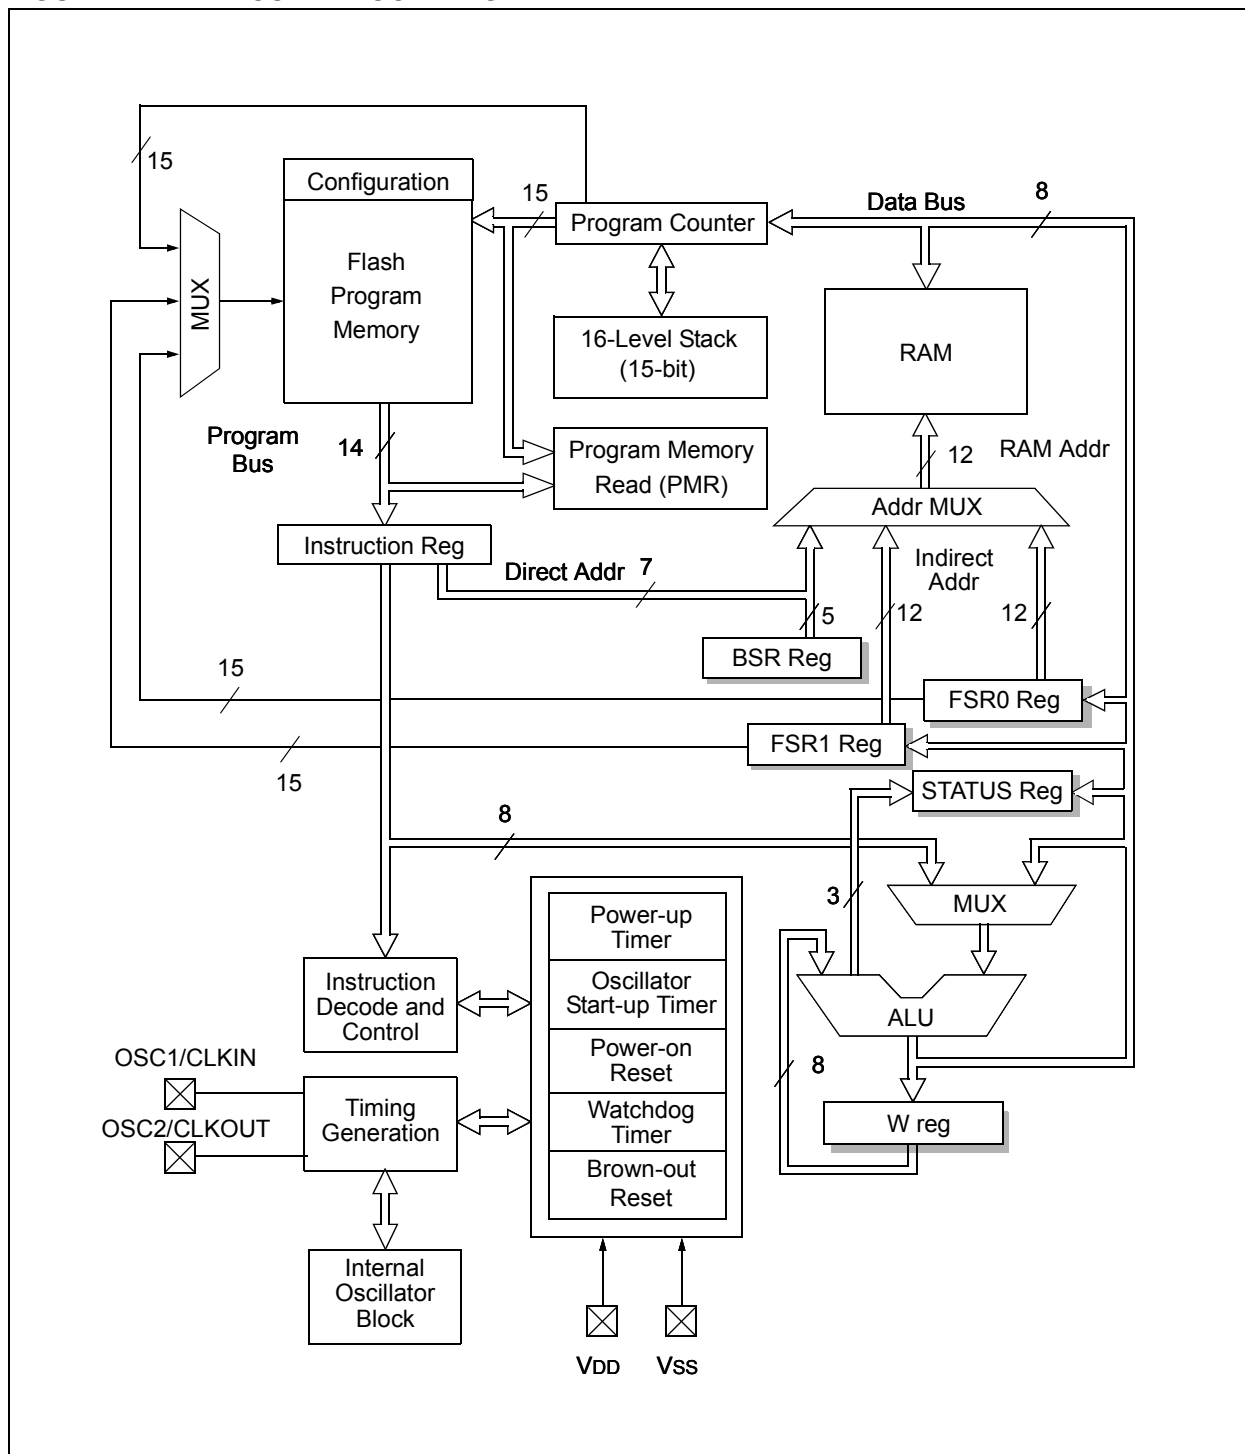 15
Configuration
15
Program Counter
Data Bus
8
Flash
Program
Memory
MUX
16-Level Stack
(15-bit)
RAM
Program
Bus
14
Program Memory
Read (PMR)
12
RAM Addr
Addr MUX
Instruction Reg
Direct Addr
7
Indirect
Addr
5
12
12
BSR Reg
15
FSR0 Reg
FSR1 Reg
15
STATUS Reg
8
3
MUX
Power-up
Timer
Instruction
Decode and
Control
Oscillator
Start-up Timer
ALU
OSC1/CLKIN
Power-on
Reset
8
OSC2/CLKOUT
Timing
Generation
Watchdog
Timer
W reg
Brown-out
Reset
Internal
Oscillator
Block
VDD
VSS